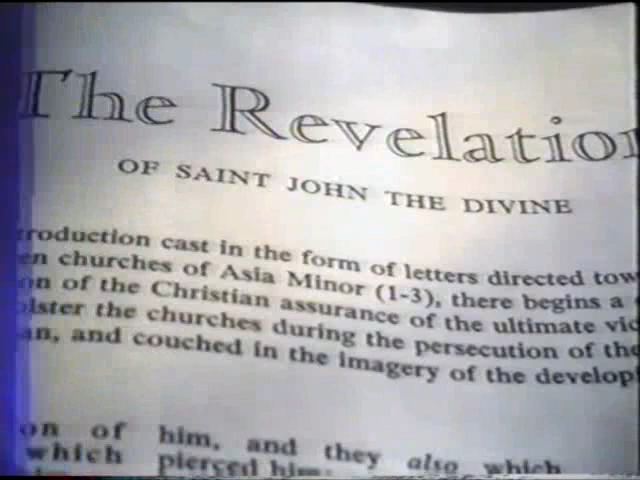 The Revelation
OF SAINT JOHN THE DIVINE
troduction cast in the form of letters directed tow
en churches of Asia Minor (1-3), there begins a
on of the Christian assurance of the ultimate vic
lster the churches during the persecution of the
an, and couched in the imagery of the develop
on of him, and they also which
which pierced him: